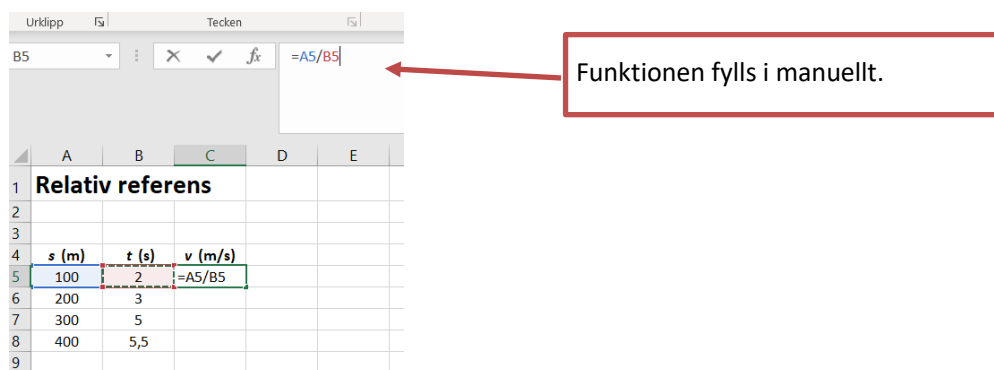 Urklipp Tecken
B5 fx =A5/B5
Funktionen fylls i manuellt.
A B C D E
1 Relativ referens
2
3
4 s (m) t (s) v (m/s)
5 100 2 =A5/B5
6 200 3
7 300 5
8 400 5,5
9